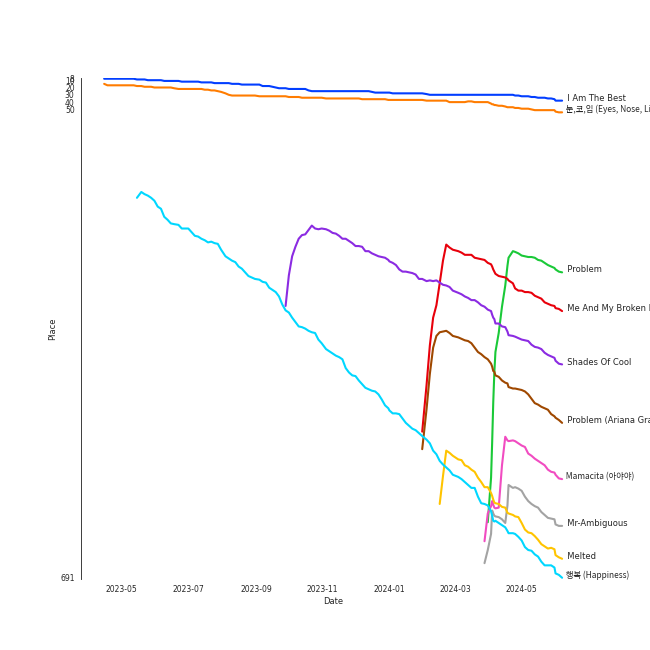 10
20
30
40
50
I Am The Best
눈,코,입 (Eyes, Nose, Li
Problem
Me And My Broken
Shades Of Cool
Problem (Ariana Gra
Mamacita (아야야)
Mr-Ambiguous
Melted
행복 (Happiness)
691
Place
2023-05
2023-07
2023-09
2023-11
2024-01
2024-03
2024-05
Date